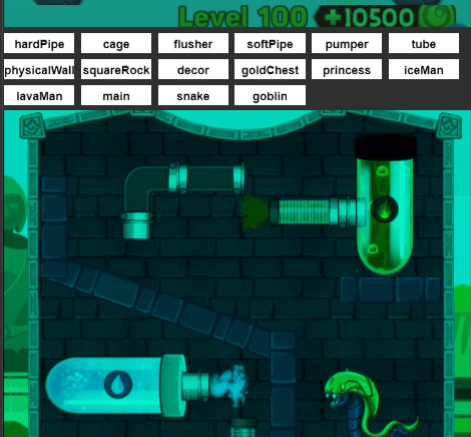 Level 100 +10500
hardPipe cage flusher softPipe pumper tube
physicalWall squareRock decor goldChest princess iceMan
lavaMan main snake goblin